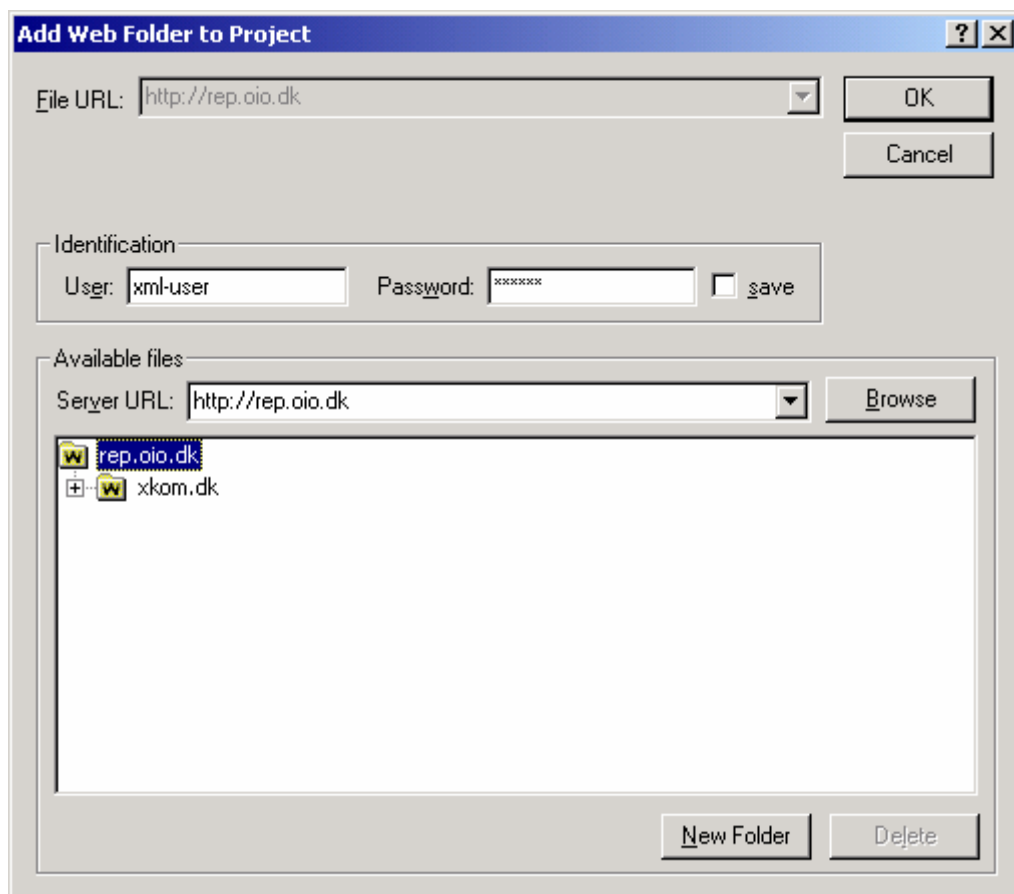 Add Web Folder to Project
File URL: http://rep.oio.dk
OK
Cancel
Identification
User: xml-user Password: ****** save
Available files
Server URL: http://rep.oio.dk Browse
rep.oio.dk
xkom.dk
New Folder Delete